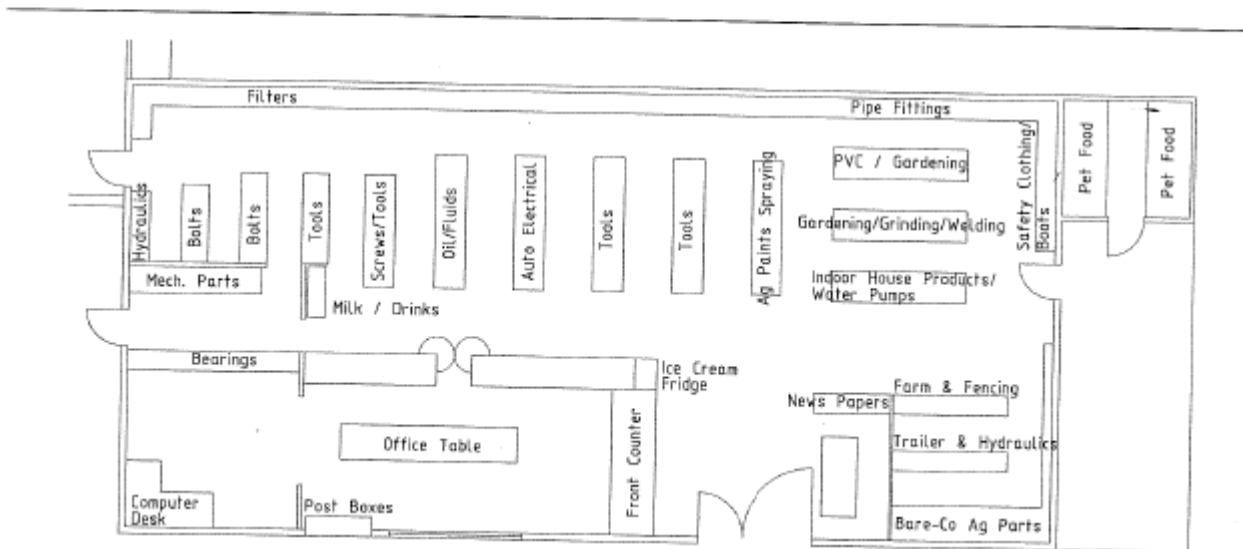 Filters
Pipe Fittings
Hydraulics
Bolts
Bolts
Tools
Screws/Tools
Oil/Fluids
Auto Electrical
Tools
Tools
Ag Paints Spraying
PVC / Gardening
Gardening/Grinding/Welding
Indoor House Products/
Water Pumps
Safety Clothing/
Boats
Pet Food
Pet Food
Mech. Parts
Milk / Drinks
Bearings
Ice Cream
Fridge
News Papers
Farm & Fencing
Trailer & Hydraulics
Office Table
Front Counter
Computer
Desk
Post Boxes
Bare-Co Ag Parts